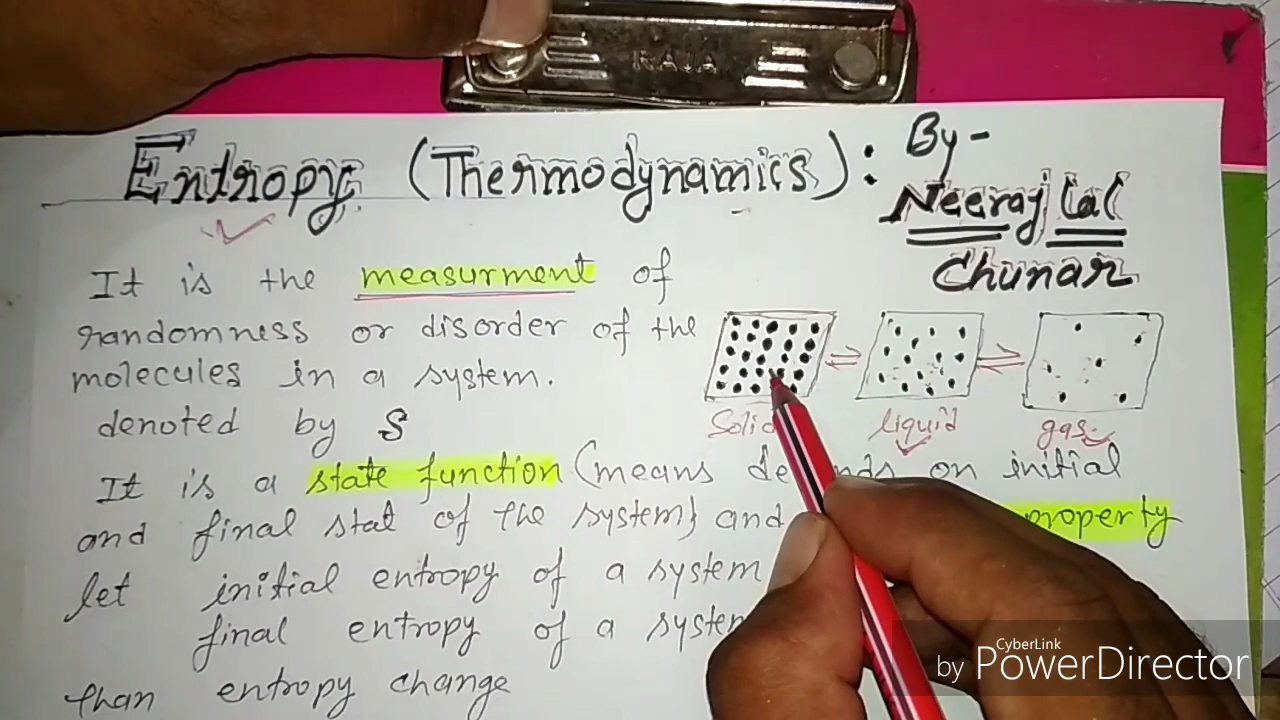 RAJA
Entropy (Thermodynamics):
By-
Neeraj Lal
Chunar
It is the measurment of
randomness or disorder of the
molecules in a system.
denoted by S
Solid liquid gas
It is a state function (means on initial
and final stat of the system) and property
let initial entropy of a system
final entropy of a system
than entropy change
CyberLink
by PowerDirector